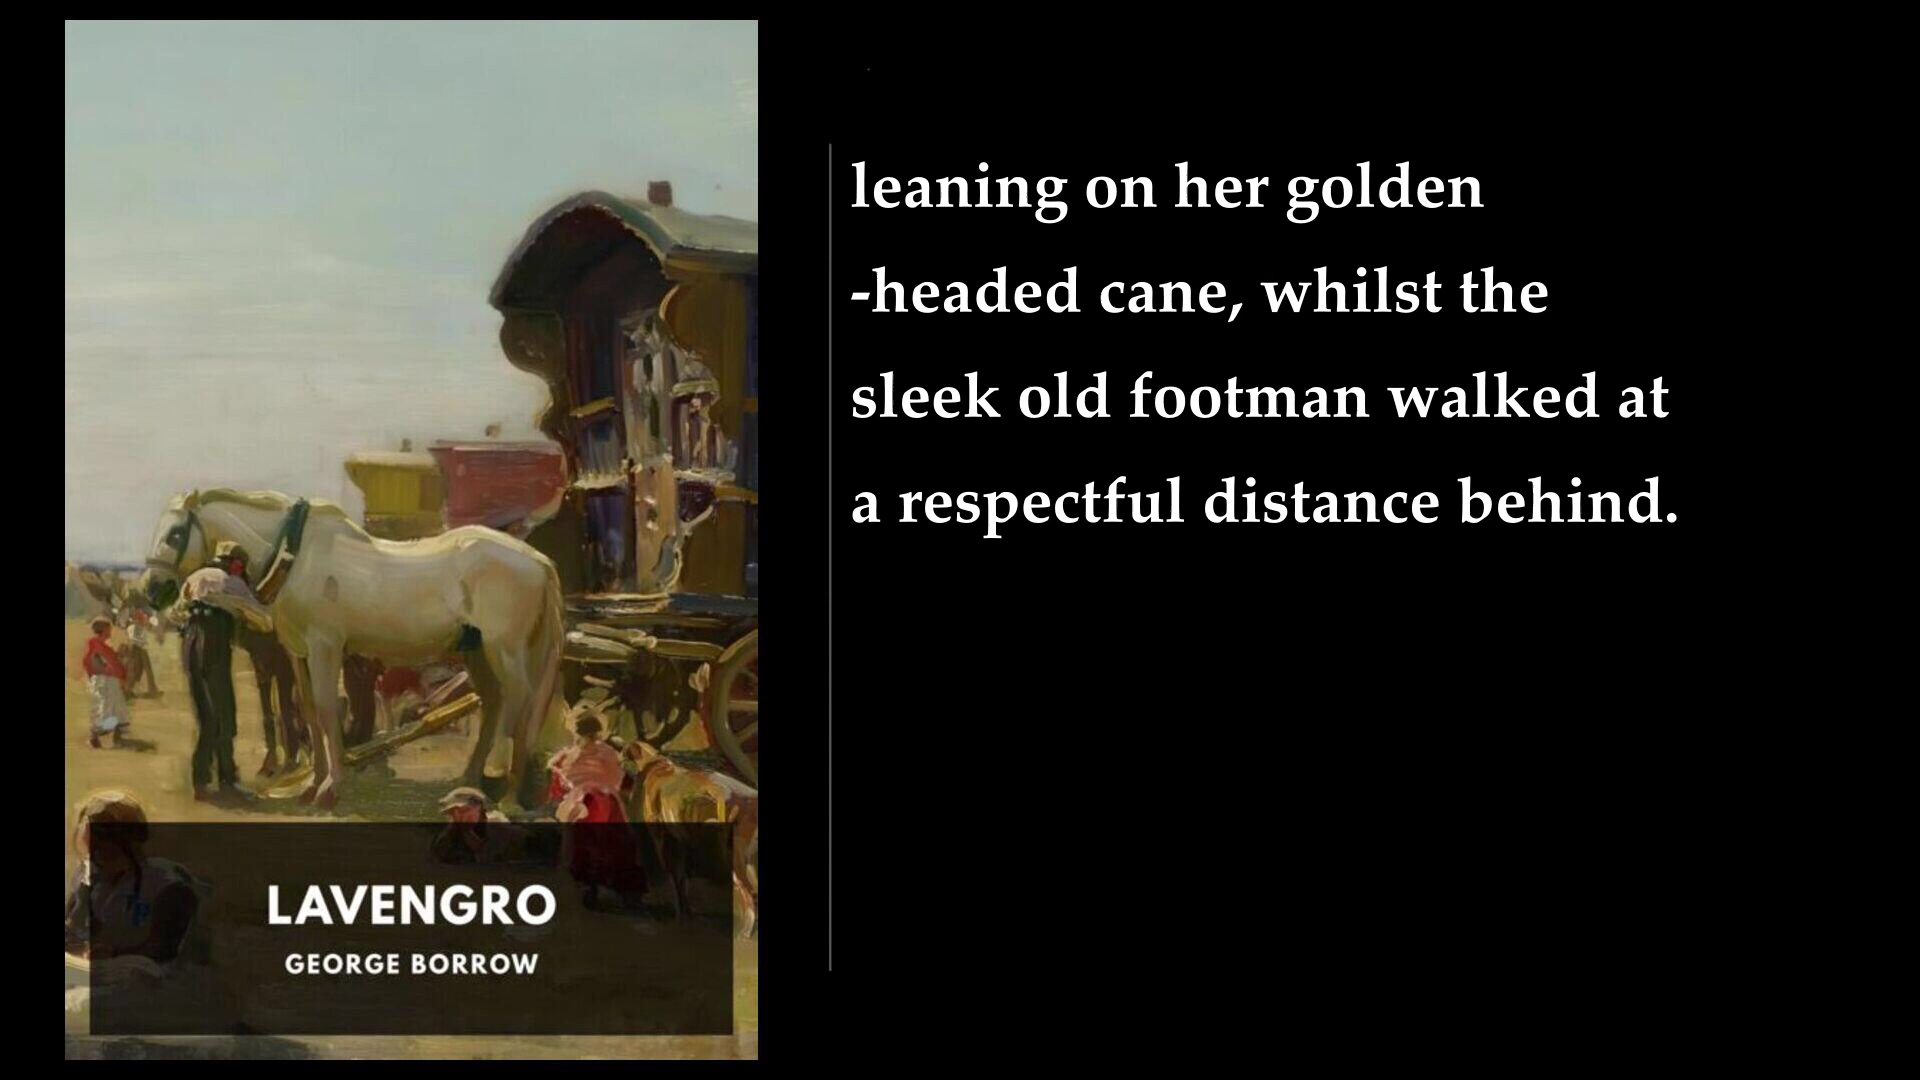 leaning on her golden
-headed cane, whilst the
sleek old footman walked at
a respectful distance behind.
LAVENGRO
GEORGE BORROW